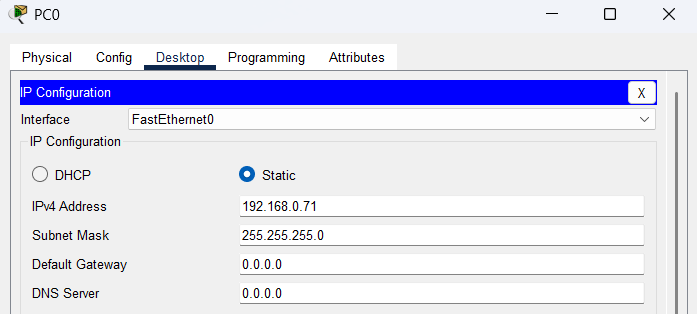 PC0
Physical Config Desktop Programming Attributes
IP Configuration X
Interface FastEthernet0
IP Configuration
DHCP Static
IPv4 Address 192.168.0.71
Subnet Mask 255.255.255.0
Default Gateway 0.0.0.0
DNS Server 0.0.0.0